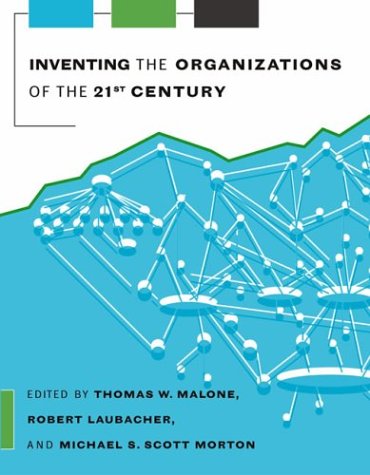 INVENTING THE ORGANIZATIONS
OF THE 21ST CENTURY
EDITED BY THOMAS W. MALONE,
ROBERT LAUBACHER,
AND MICHAEL S. SCOTT MORTON